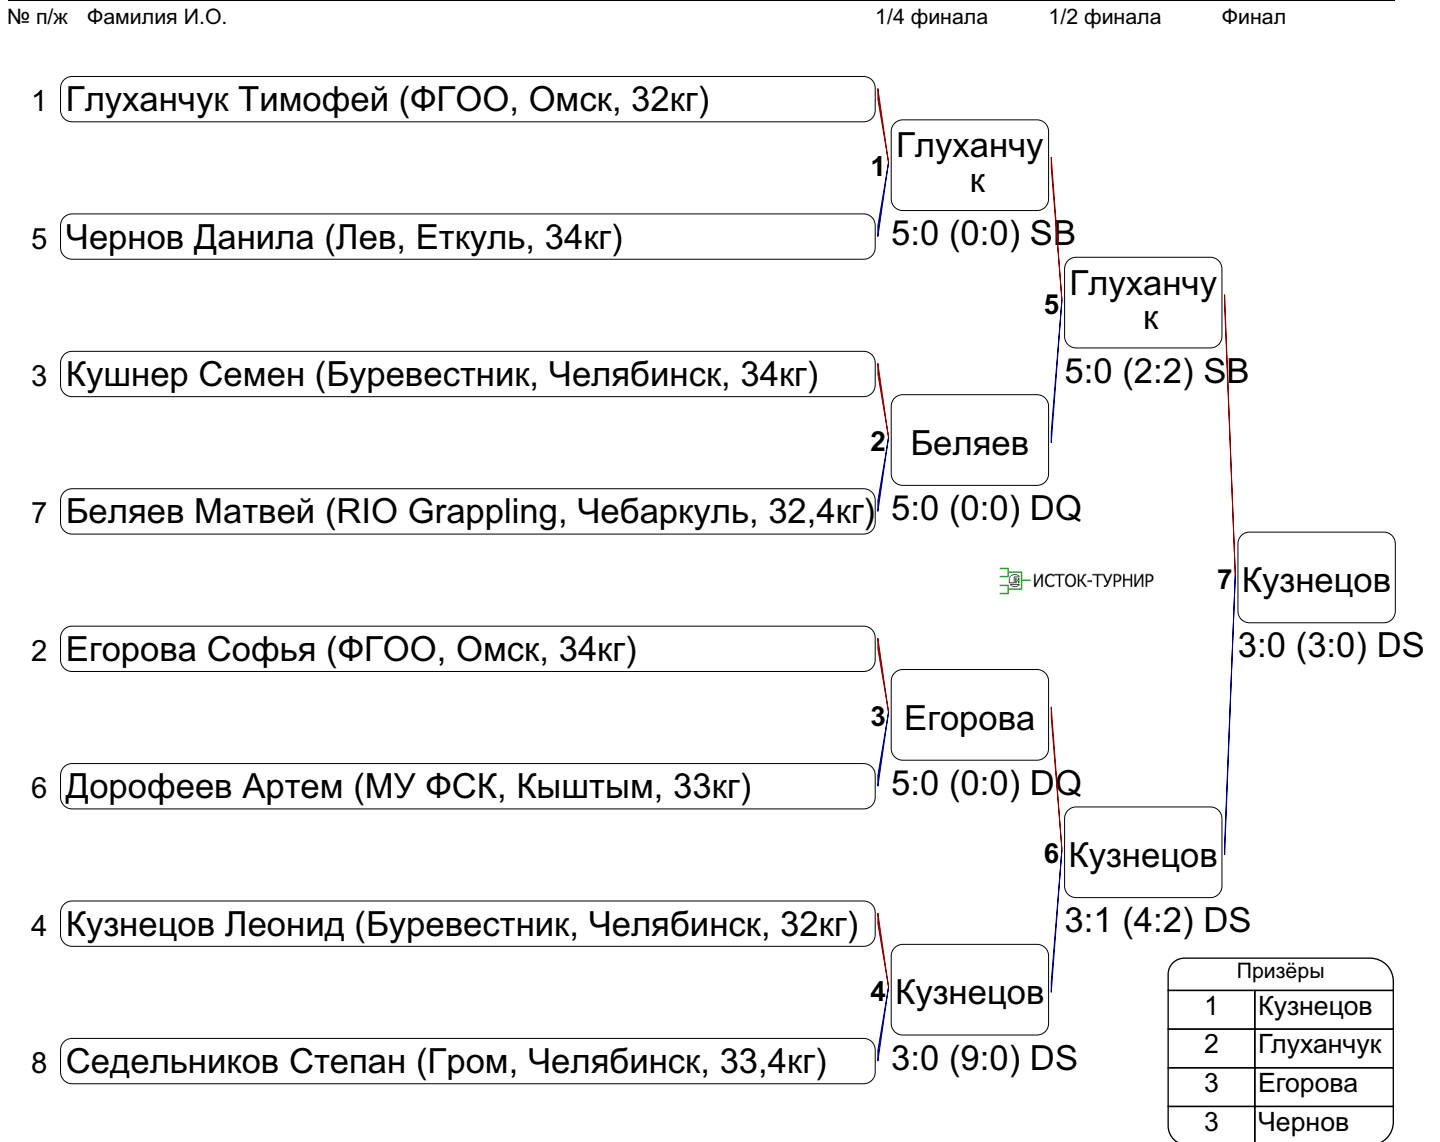 № п/ж Фамилия И.О. 1/4 финала 1/2 финала Финал
1 Глуханчук Тимофей (ФГОО, Омск, 32кг)
1 Глуханчу
к
5 Чернов Данила (Лев, Еткуль, 34кг)
5:0 (0:0) SB
5 Глуханчу
к
3 Кушнер Семен (Буревестник, Челябинск, 34кг)
5:0 (2:2) SB
2 Беляев
7 Беляев Матвей (RIO Grappling, Чебаркуль, 32,4кг)
5:0 (0:0) DQ
ИСТОК-ТУРНИР
7 Кузнецов
2 Егорова Софья (ФГОО, Омск, 34кг)
3:0 (3:0) DS
3 Егорова
6 Дорофеев Артем (МУ ФСК, Кыштым, 33кг)
5:0 (0:0) DQ
6 Кузнецов
4 Кузнецов Леонид (Буревестник, Челябинск, 32кг)
3:1 (4:2) DS
4 Кузнецов
8 Седельников Степан (Гром, Челябинск, 33,4кг)
3:0 (9:0) DS
Призёры
1 Кузнецов
2 Глуханчук
3 Егорова
3 Чернов